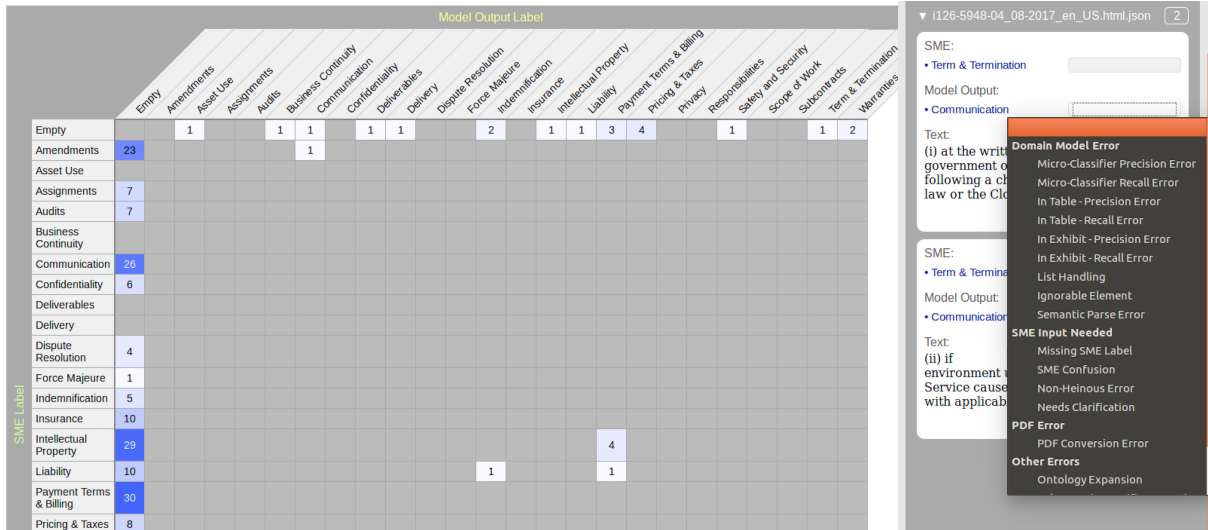 Model Output Label
Empty
Amendments
Asset Use
Assignments
Audits
Business Continuity
Communication
Confidentiality
Deliverables
Delivery
Dispute Resolution
Force Majeure
Indemnification
Insurance
Intellectual Property
Liability
Payment Terms & Billing
Pricing & Taxes
Privacy
Responsibilities
Safety and Security
Scope of Work
Subcontracts
Term & Termination
Warranties
SME Label
Empty 1 1 1 1 1 2 1 1 3 4 1 1 2
Amendments 23 1
Asset Use
Assignments 7
Audits 7
Business
Continuity
Communication 26
Confidentiality 6
Deliverables
Delivery
Dispute
Resolution 4
Force Majeure 1
Indemnification 5
Insurance 10
Intellectual
Property 29 4
Liability 10 1 1
Payment Terms
& Billing 30
Pricing & Taxes 8
▼ i126-5948-04_08-2017_en_US.html.json 2
SME:
• Term & Termination
Model Output:
• Communication
Text:
(i) at the writt
government o
following a ch
law or the Clo
SME:
• Term & Termina
Model Output:
• Communication
Text:
(ii) if
environment u
Service cause
with applicab
Domain Model Error
Micro-Classifier Precision Error
Micro-Classifier Recall Error
In Table - Precision Error
In Table - Recall Error
In Exhibit - Precision Error
In Exhibit - Recall Error
List Handling
Ignorable Element
Semantic Parse Error
SME Input Needed
Missing SME Label
SME Confusion
Non-Heinous Error
Needs Clarification
PDF Error
PDF Conversion Error
Other Errors
Ontology Expansion